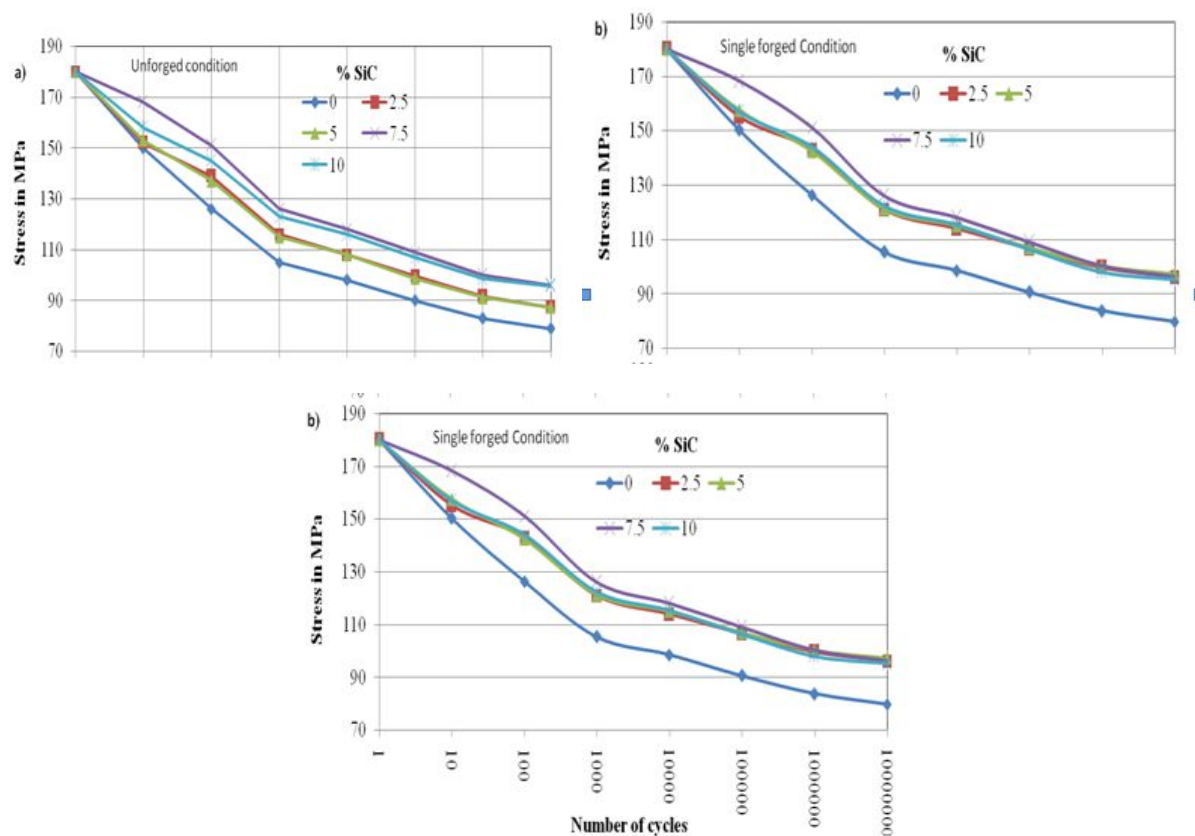 a)
Unforged condition
% SiC
0 2.5
5 7.5
10
190
170
150
130
110
90
70
Stress in MPa
b)
Single forged Condition
% SiC
0 2.5 5
7.5 10
190
170
150
130
110
90
70
Stress in MPa
b)
Single forged Condition
% SiC
0 2.5 5
7.5 10
190
170
150
130
110
90
70
Stress in MPa
1 10 100 1000 10000 100000 1000000 10000000
Number of cycles